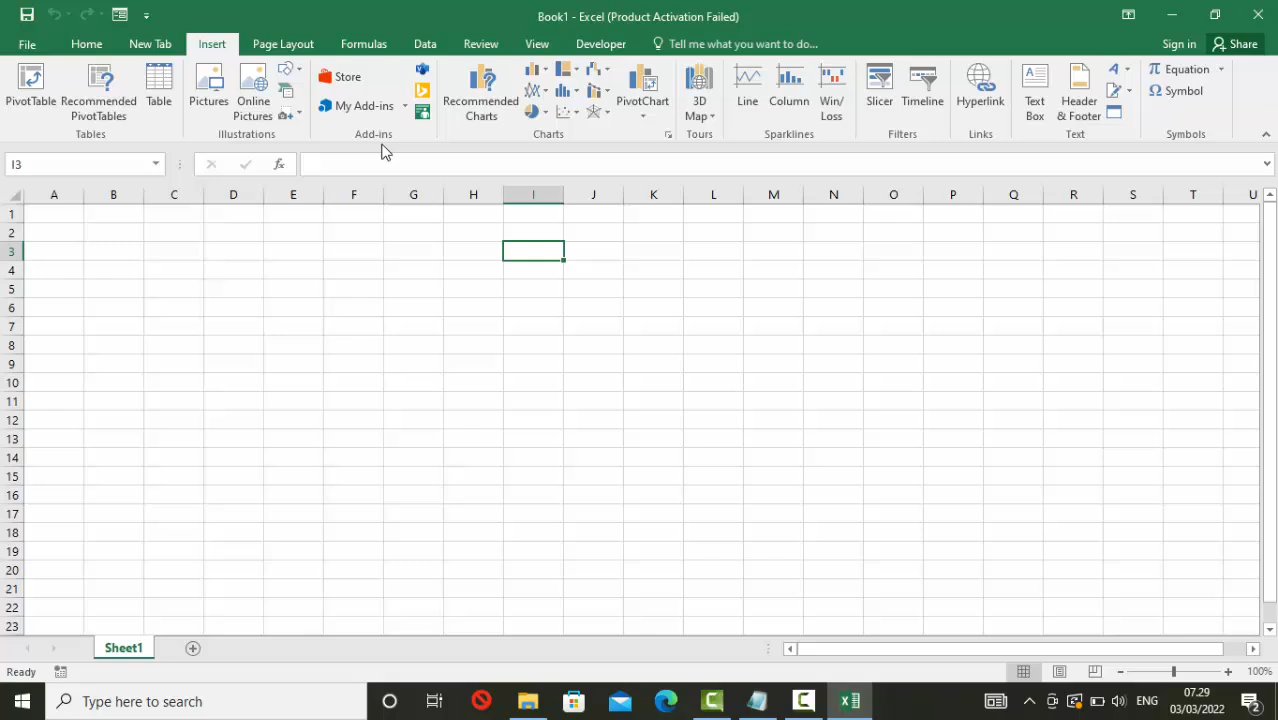 Book1 - Excel (Product Activation Failed)
File Home New Tab Insert Page Layout Formulas Data Review View Developer Tell me what you want to do... Sign in Share
PivotTable Recommended PivotTables Table Pictures Online Pictures Store My Add-ins Recommended Charts PivotChart 3D Map Line Column Win/ Loss Slicer Timeline Hyperlink Text Box Header & Footer Equation Symbol
Tables Illustrations Add-ins Charts Tours Sparklines Filters Links Text Symbols
I3 fx
A B C D E F G H I J K L M N O P Q R S T U
1
2
3
4
5
6
7
8
9
10
11
12
13
14
15
16
17
18
19
20
21
22
23
Sheet1
Ready 100%
Type here to search ENG 07.29
03/03/2022 2